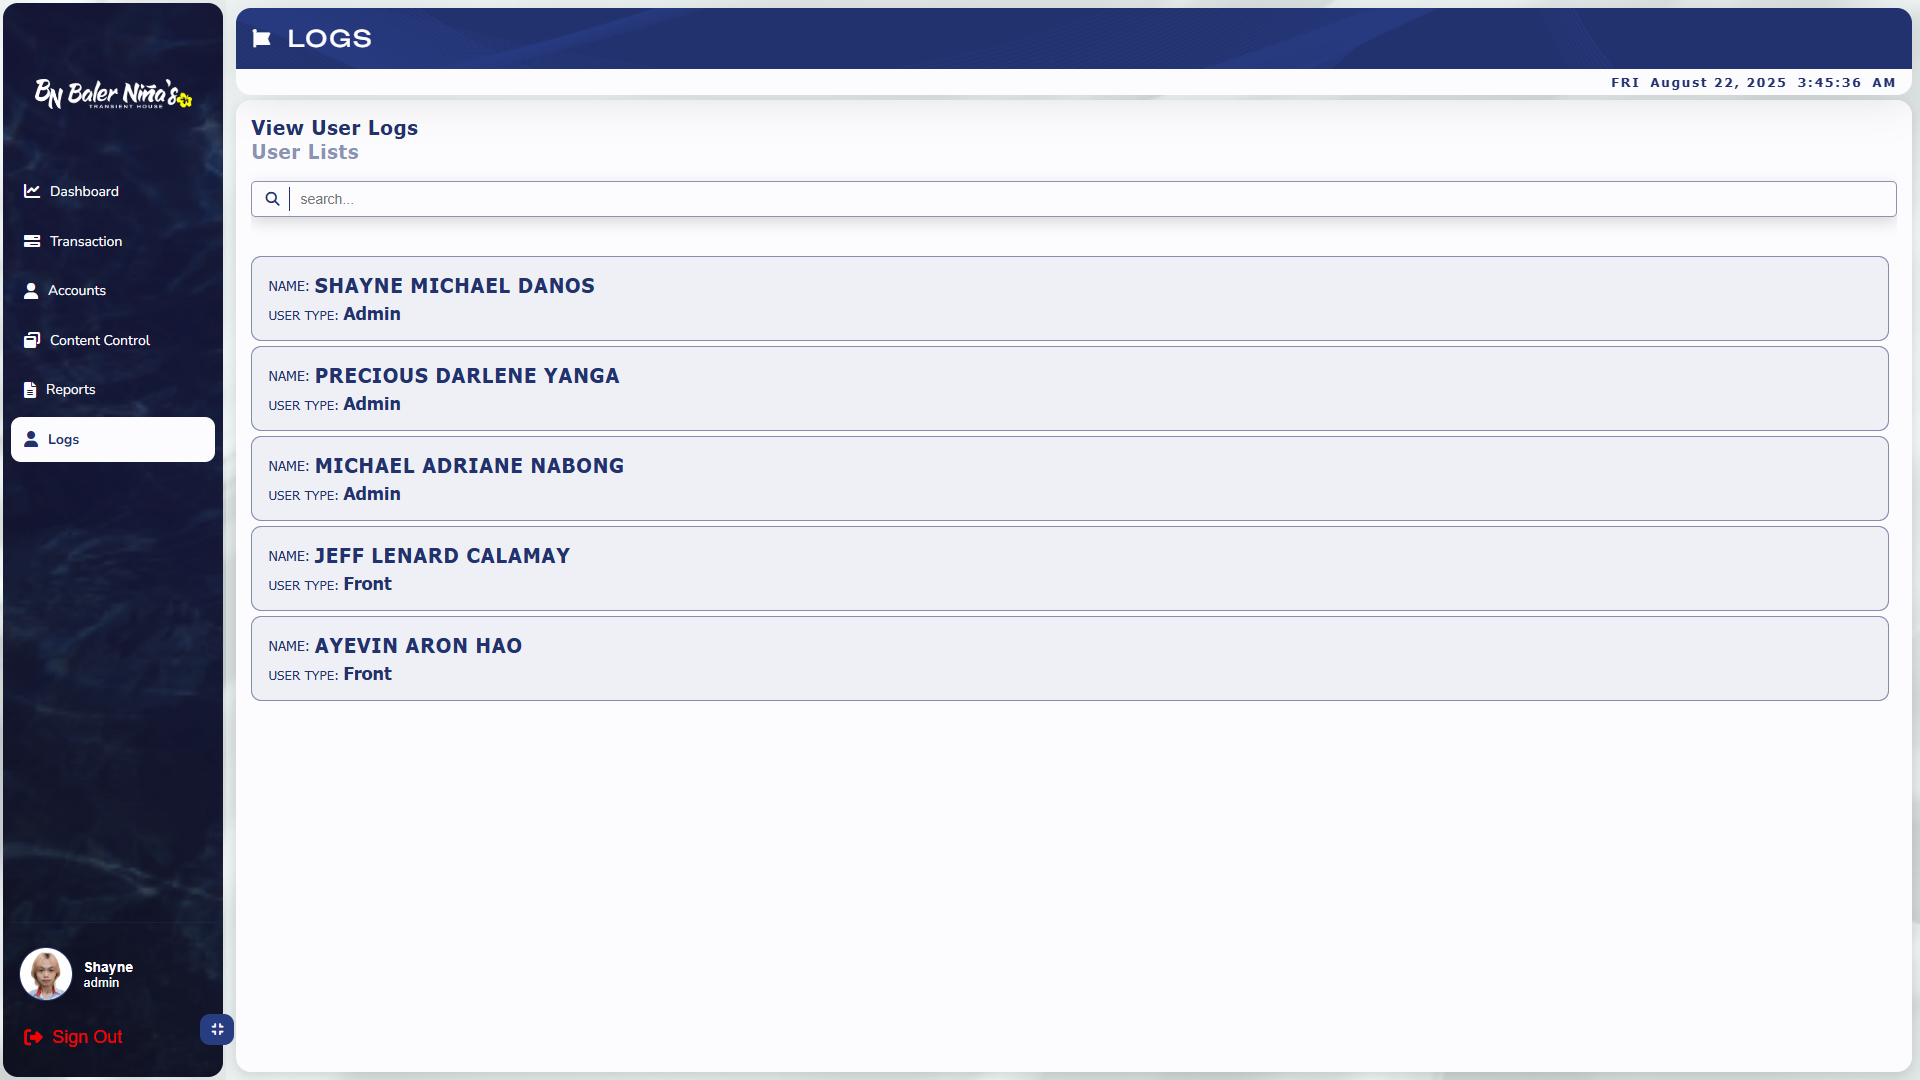 BN Baler Niña's
TRANSIENT HOUSE
Dashboard
Transaction
Accounts
Content Control
Reports
Logs
Shayne
admin
Sign Out
LOGS
FRI August 22, 2025 3:45:36 AM
View User Logs
User Lists
search...
NAME: SHAYNE MICHAEL DANOS
USER TYPE: Admin
NAME: PRECIOUS DARLENE YANGA
USER TYPE: Admin
NAME: MICHAEL ADRIANE NABONG
USER TYPE: Admin
NAME: JEFF LENARD CALAMAY
USER TYPE: Front
NAME: AYEVIN ARON HAO
USER TYPE: Front